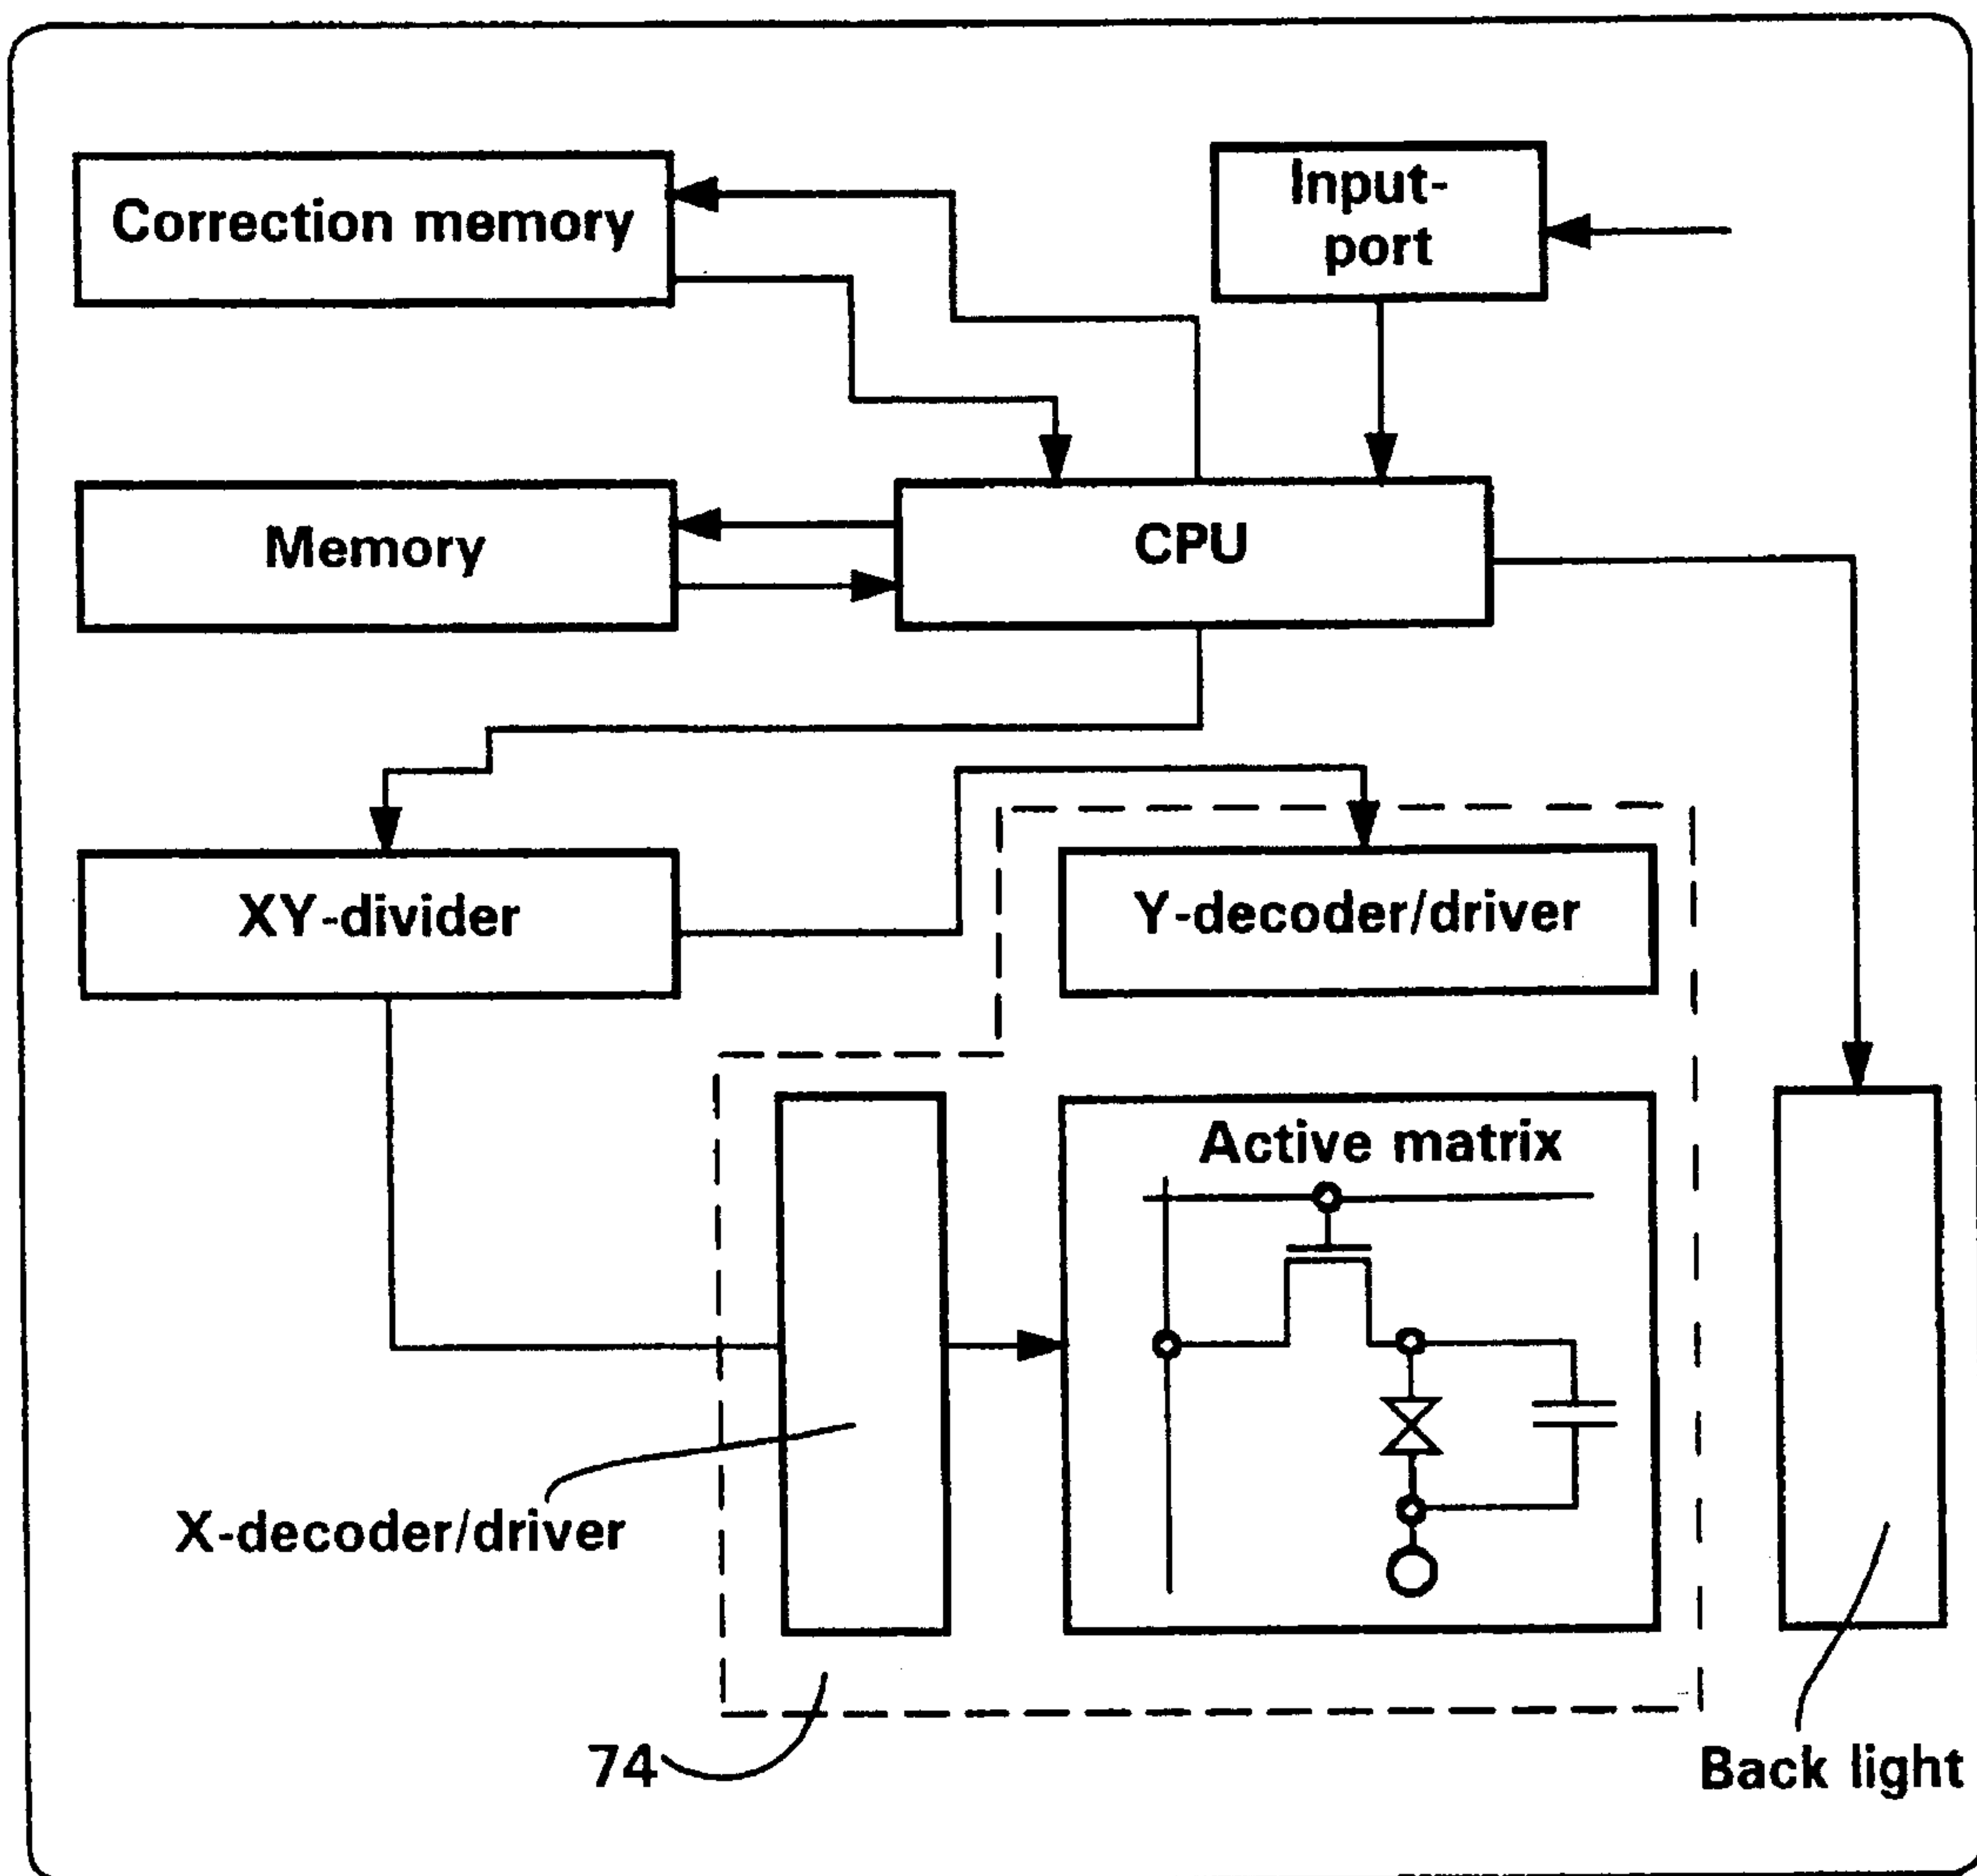 Correction memory
Input-
port
Memory
CPU
XY-divider
Y-decoder/driver
Active matrix
X-decoder/driver
74
Back light